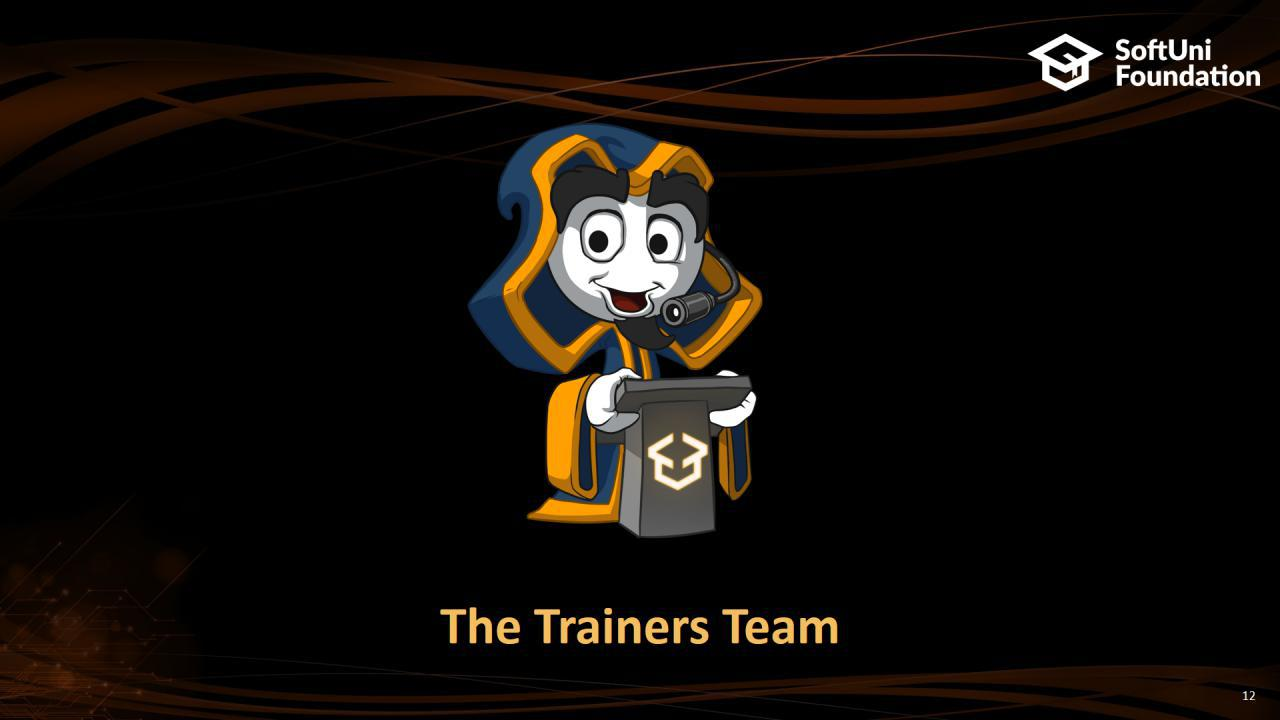 SoftUni
Foundation
The Trainers Team
12